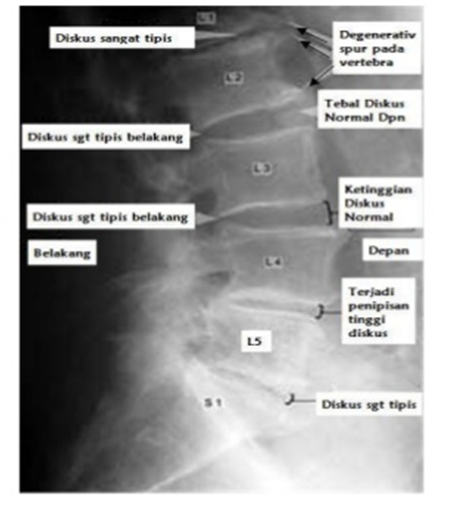 L1
Diskus sangat tipis
Degenerativ
spur pada
vertebra
L2
Tebal Diskus
Normal Dpn
Diskus sgt tipis belakang
L3
Ketinggian
Diskus
Normal
Diskus sgt tipis belakang
Belakang
Depan
L4
Terjadi
penipisan
tinggi
diskus
L5
S1
Diskus sgt tipis